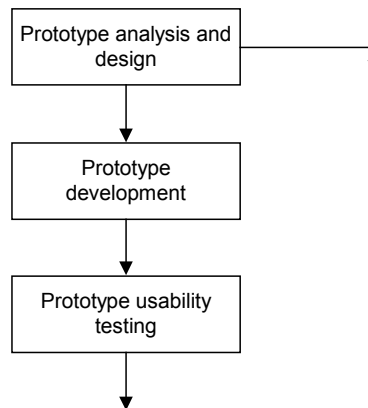 Prototype analysis and
design
Prototype
development
Prototype usability
testing